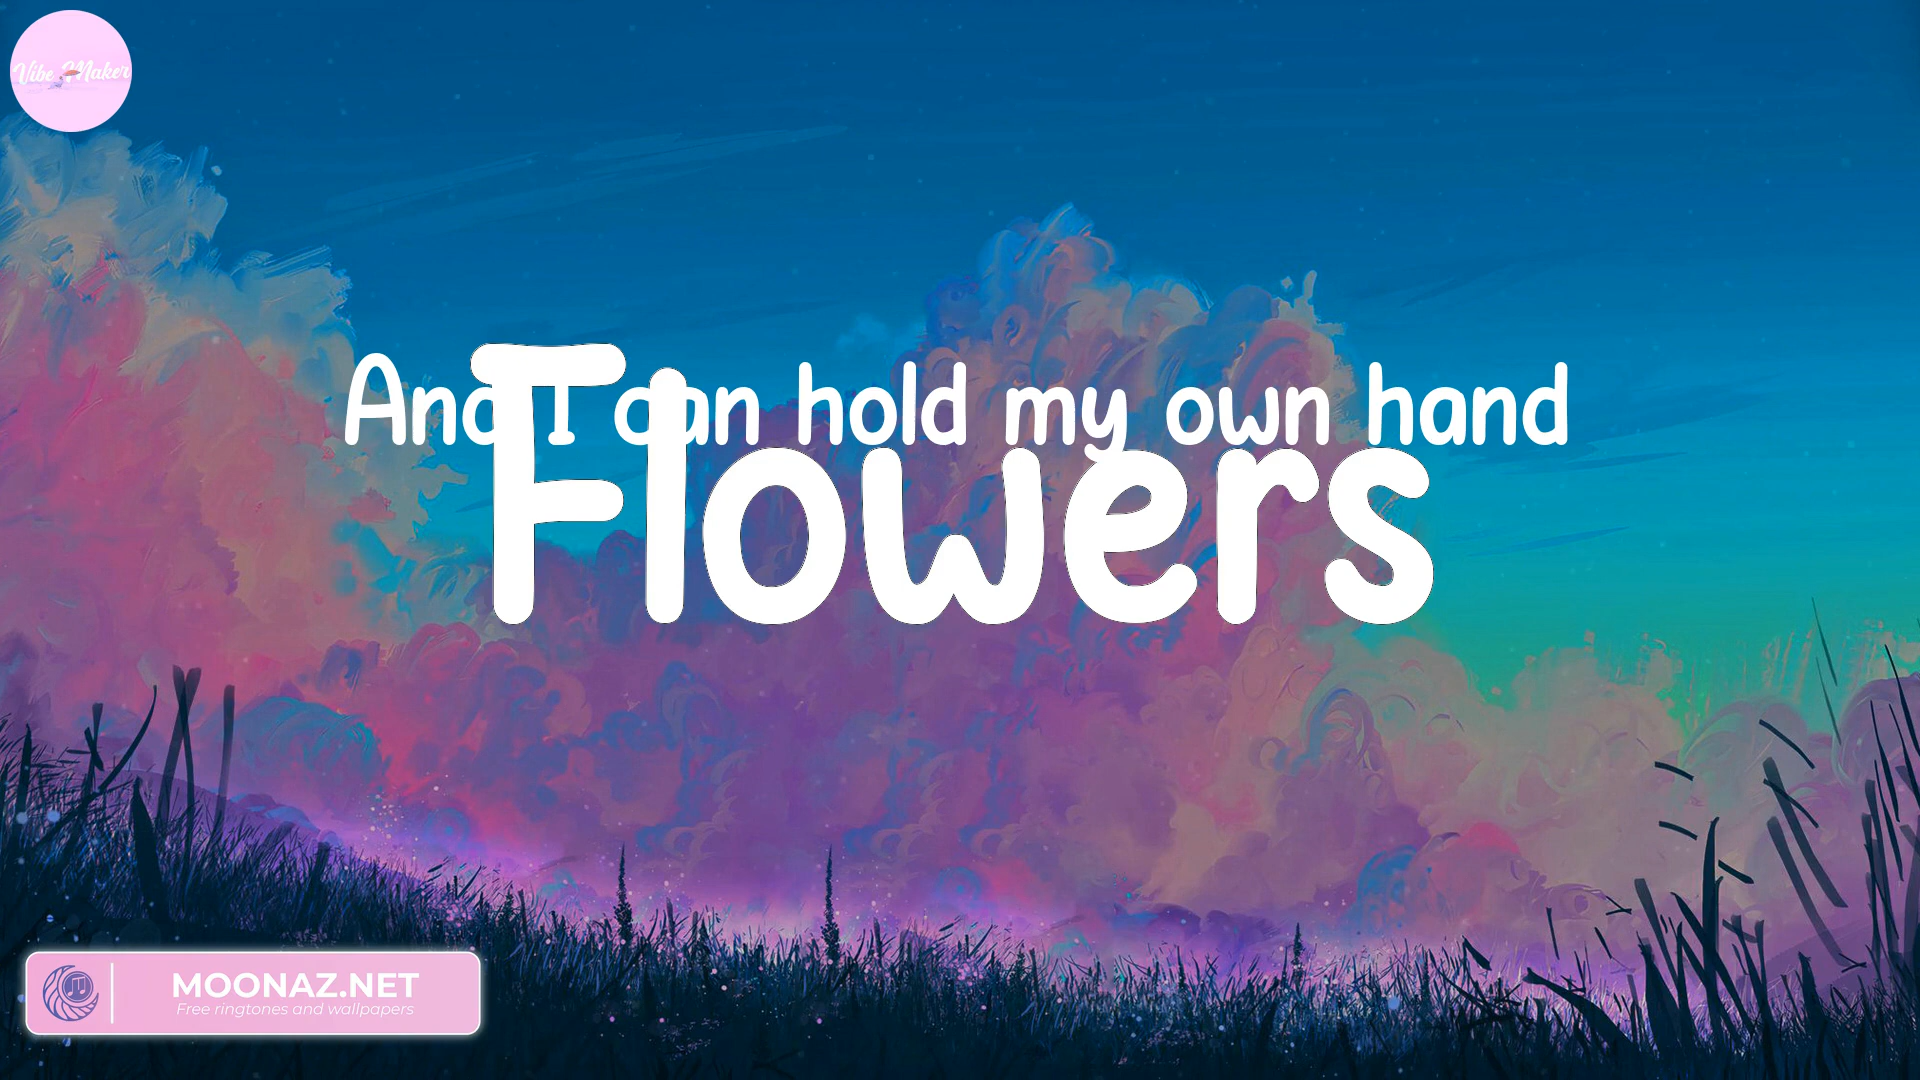 Vibe Maker
And I can hold my own hand
Flowers
MOONAZ.NET
Free ringtones and wallpapers